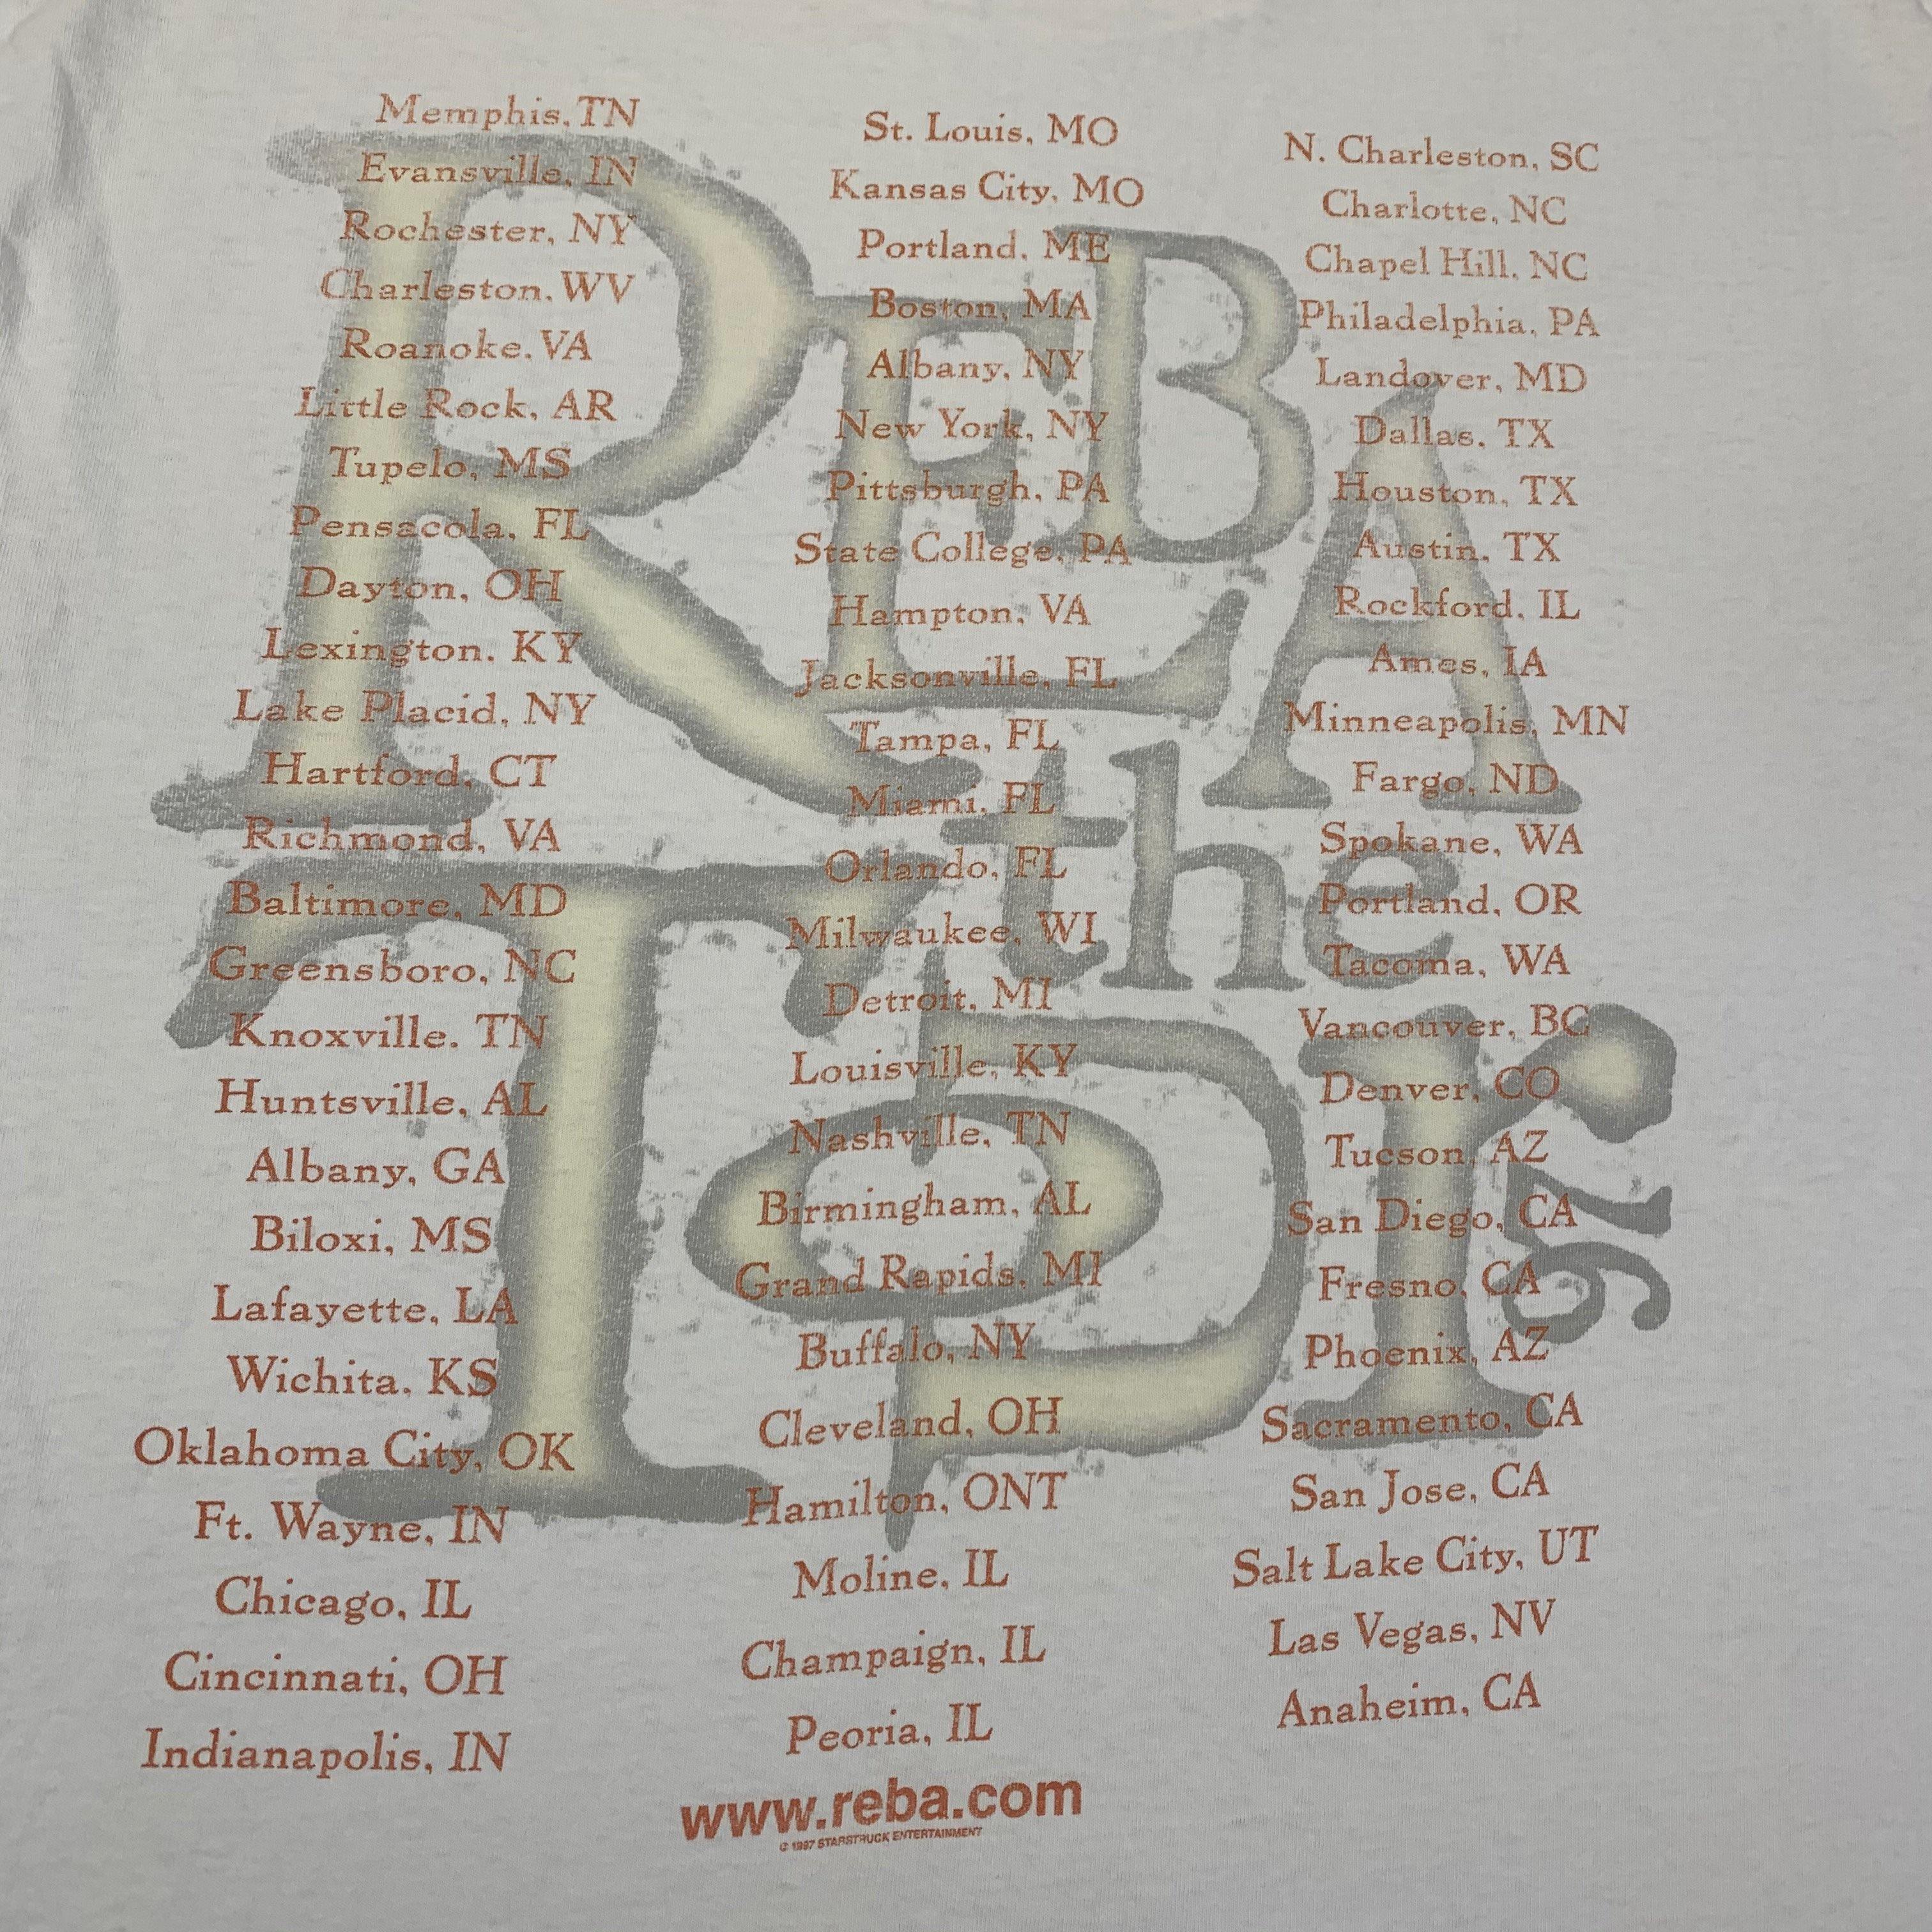 Memphis, TN
Evansville, IN
Rochester, NY
Charleston, WV
Roanoke, VA
Little Rock, AR
Tupelo, MS
Pensacola, FL
Dayton, OH
Lexington, KY
Lake Placid, NY
Hartford, CT
Richmond, VA
Baltimore, MD
Greensboro, NC
Knoxville, TN
Huntsville, AL
Albany, GA
Biloxi, MS
Lafayette, LA
Wichita, KS
Oklahoma City, OK
Ft. Wayne, IN
Chicago, IL
Cincinnati, OH
Indianapolis, IN
St. Louis, MO
Kansas City, MO
Portland, ME
Boston, MA
Albany, NY
New York, NY
Pittsburgh, PA
State College, PA
Hampton, VA
Jacksonville, FL
Tampa, FL
Miami, FL
Orlando, FL
Milwaukee, WI
Detroit, MI
Louisville, KY
Nashville, TN
Birmingham, AL
Grand Rapids, MI
Buffalo, NY
Cleveland, OH
Hamilton, ONT
Moline, IL
Champaign, IL
Peoria, IL
N. Charleston, SC
Charlotte, NC
Chapel Hill, NC
Philadelphia, PA
Landover, MD
Dallas, TX
Houston, TX
Austin, TX
Rockford, IL
Ames, IA
Minneapolis, MN
Fargo, ND
Spokane, WA
Portland, OR
Tacoma, WA
Vancouver, BC
Denver, CO
Tucson, AZ
San Diego, CA
Fresno, CA
Phoenix, AZ
Sacramento, CA
San Jose, CA
Salt Lake City, UT
Las Vegas, NV
Anaheim, CA
REBA
the
Tour
97
www.reba.com
© 1997 STARSTRUCK ENTERTAINMENT